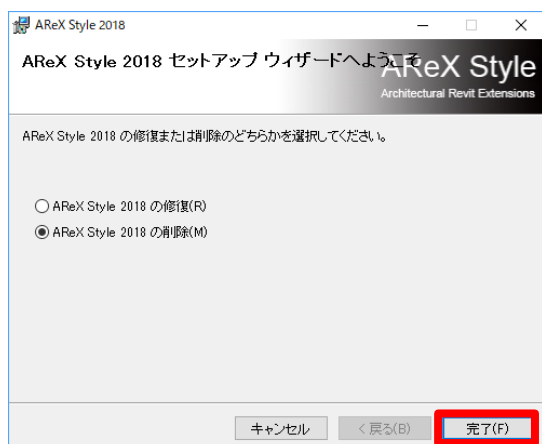 AReX Style 2018
AReX Style 2018 セットアップ ウィザードへようこそ
AReX Style
Architectural Revit Extensions
AReX Style 2018 の修復または削除のどちらかを選択してください。
AReX Style 2018 の修復(R)
AReX Style 2018 の削除(M)
キャンセル
< 戻る(B)
完了(F)